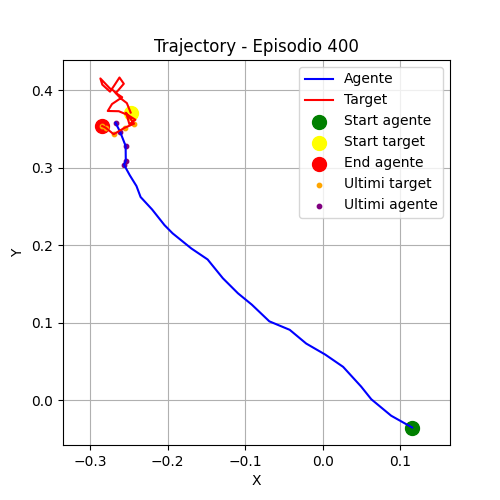 Trajectory - Episodio 400
Agente
Target
Start agente
Start target
End agente
Ultimi target
Ultimi agente
Y
0.4
0.3
0.2
0.1
0.0
−0.3 −0.2 −0.1 0.0 0.1
X